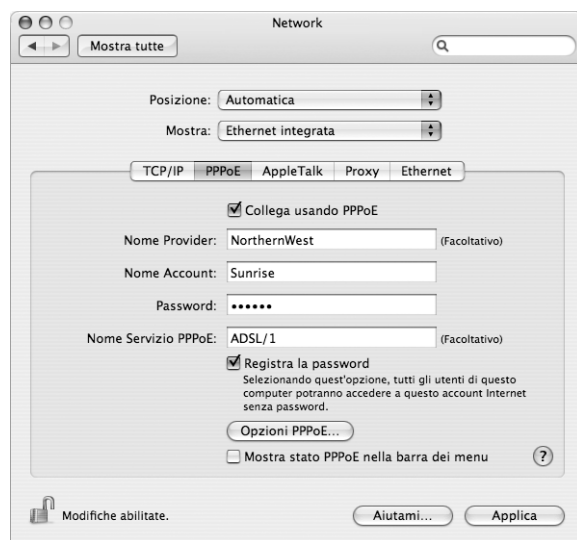 Network
Mostra tutte
Posizione: Automatica
Mostra: Ethernet integrata
TCP/IP PPPoE AppleTalk Proxy Ethernet
Collega usando PPPoE
Nome Provider: NorthernWest (Facoltativo)
Nome Account: Sunrise
Password: ••••••
Nome Servizio PPPoE: ADSL/1 (Facoltativo)
Registra la password
Selezionando quest'opzione, tutti gli utenti di questo
computer potranno accedere a questo account Internet
senza password.
Opzioni PPPoE...
Mostra stato PPPoE nella barra dei menu ?
Modifiche abilitate. Aiutami... Applica